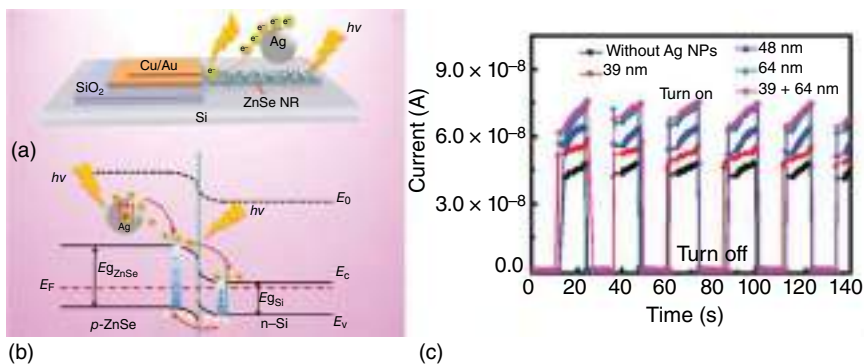 hv
e⁻ e⁻ e⁻ e⁻ e⁻
Ag
Cu/Au
e⁻
SiO₂
ZnSe NR
Si
(a)
hv
E₀
hv
Ag
E_gZnSe
E_c
E_F
E_gSi
p-ZnSe
n–Si
E_v
(b)
Without Ag NPs
39 nm
48 nm
64 nm
39 + 64 nm
Turn on
Turn off
Current (A)
9.0 × 10⁻⁸
6.0 × 10⁻⁸
3.0 × 10⁻⁸
0.0
0 20 40 60 80 100 120 140
Time (s)
(c)